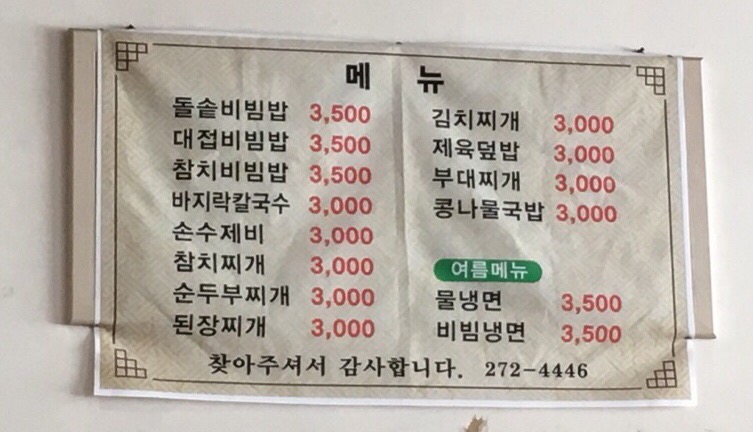 메 뉴
돌솥비빔밥 3,500
대접비빔밥 3,500
참치비빔밥 3,500
바지락칼국수 3,000
손수제비 3,000
참치찌개 3,000
순두부찌개 3,000
된장찌개 3,000
김치찌개 3,000
제육덮밥 3,000
부대찌개 3,000
콩나물국밥 3,000
여름메뉴
물냉면 3,500
비빔냉면 3,500
찾아주셔서 감사합니다. 272-4446